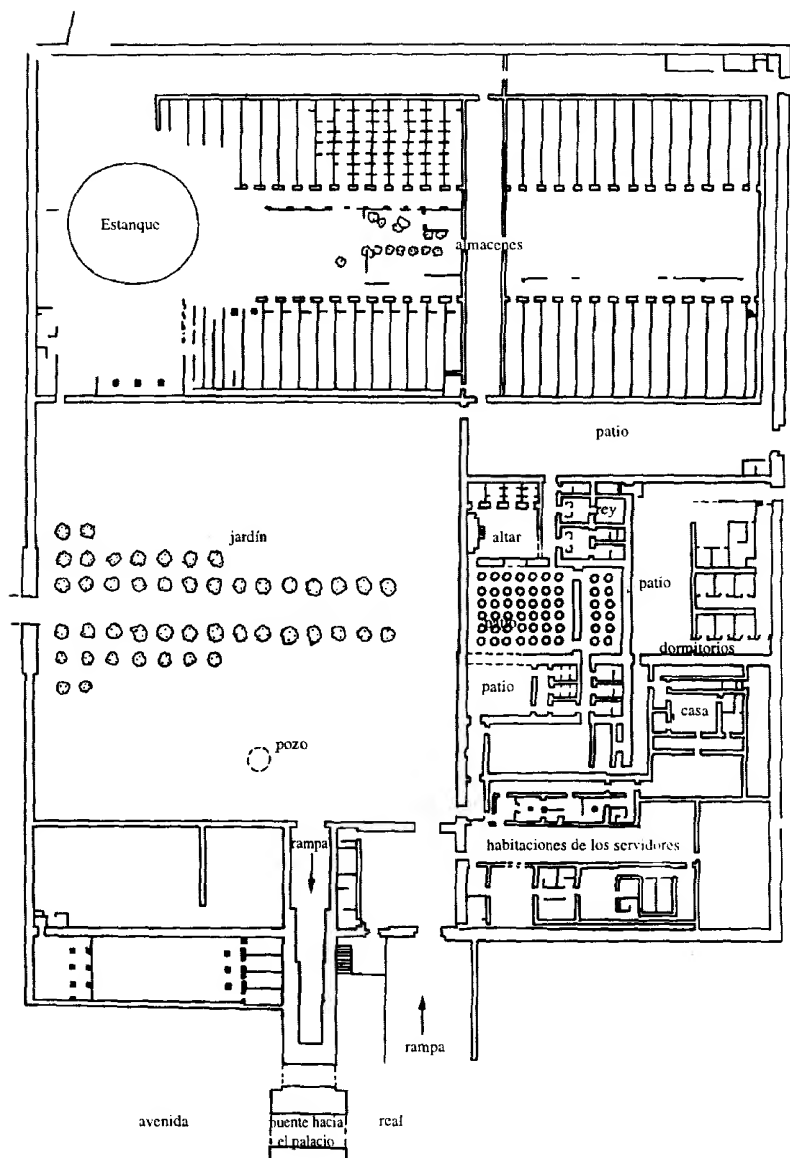 Estanque
almacenes
patio
rey
jardín
altar
patio
dormitorios
patio
casa
pozo
rampa
habitaciones de los servidores
rampa
avenida
puente hacia
el palacio
real